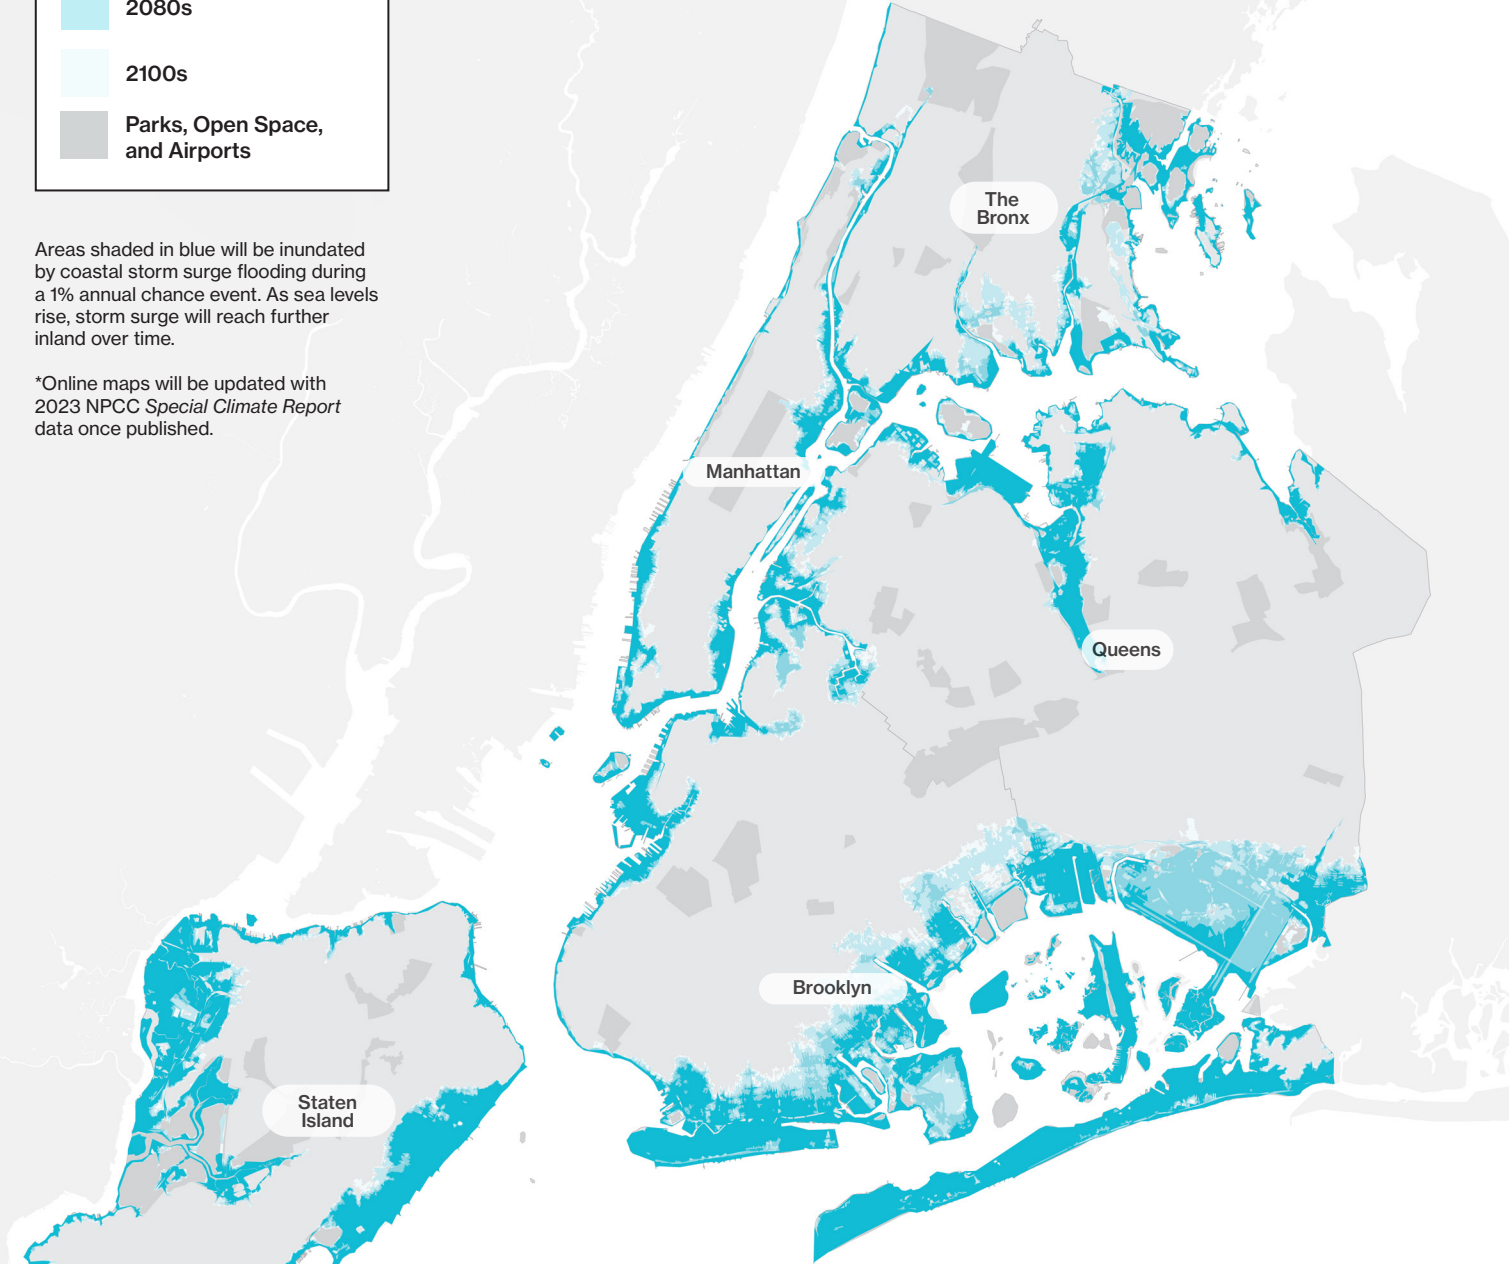 2080s
2100s
Parks, Open Space,
and Airports
Areas shaded in blue will be inundated
by coastal storm surge flooding during
a 1% annual chance event. As sea levels
rise, storm surge will reach further
inland over time.
*Online maps will be updated with
2023 NPCC Special Climate Report
data once published.
The
Bronx
Manhattan
Queens
Brooklyn
Staten
Island